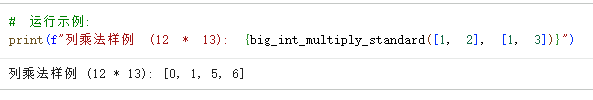 # 运行示例:
print(f"列乘法样例 (12 * 13): {big_int_multiply_standard([1, 2], [1, 3])}")
列乘法样例 (12 * 13): [0, 1, 5, 6]